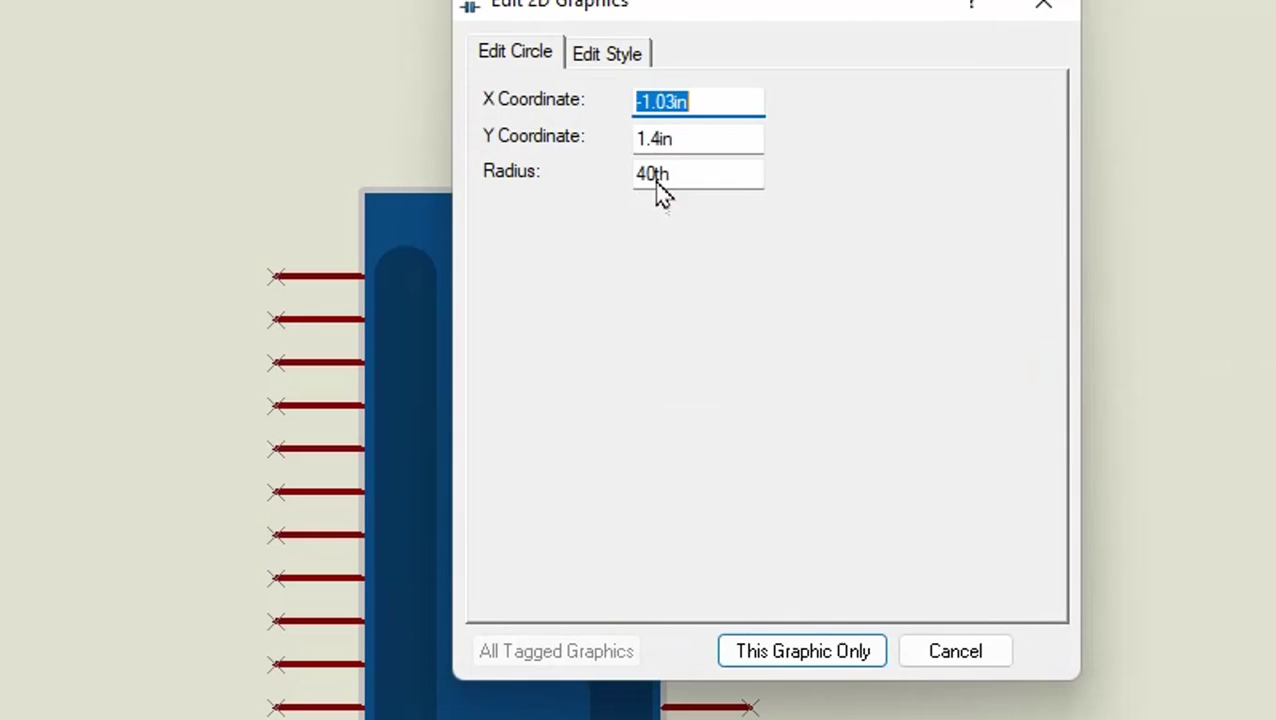 Edit 2D Graphics
?
Edit Circle
Edit Style
X Coordinate:
-1.03in
Y Coordinate:
1.4in
Radius:
40th
All Tagged Graphics
This Graphic Only
Cancel